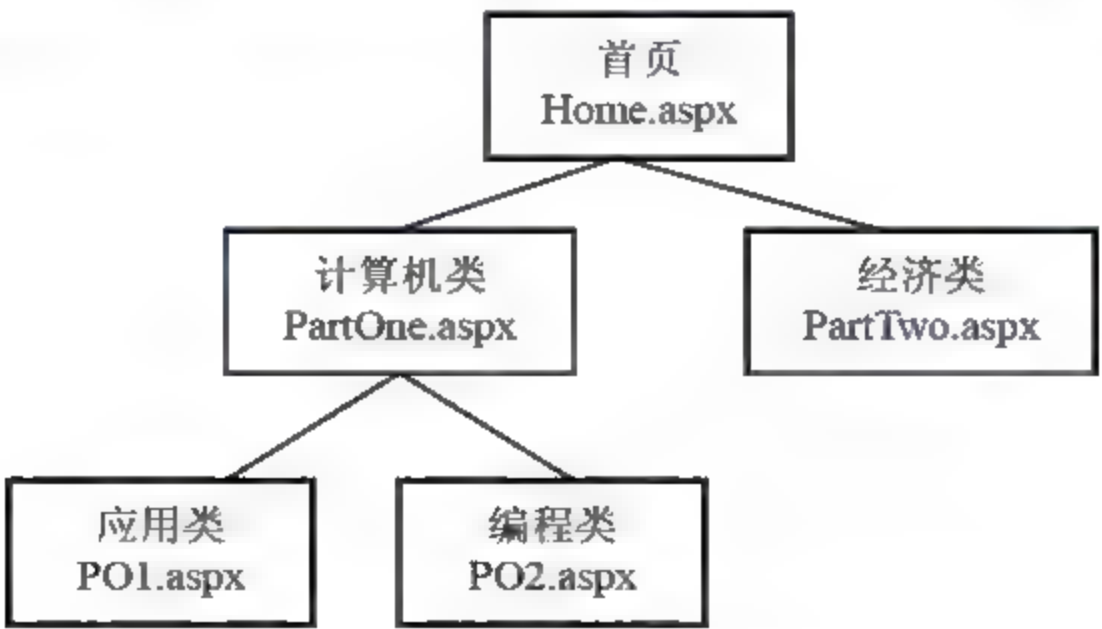 首页
Home.aspx
计算机类
PartOne.aspx
经济类
PartTwo.aspx
应用类
PO1.aspx
编程类
PO2.aspx